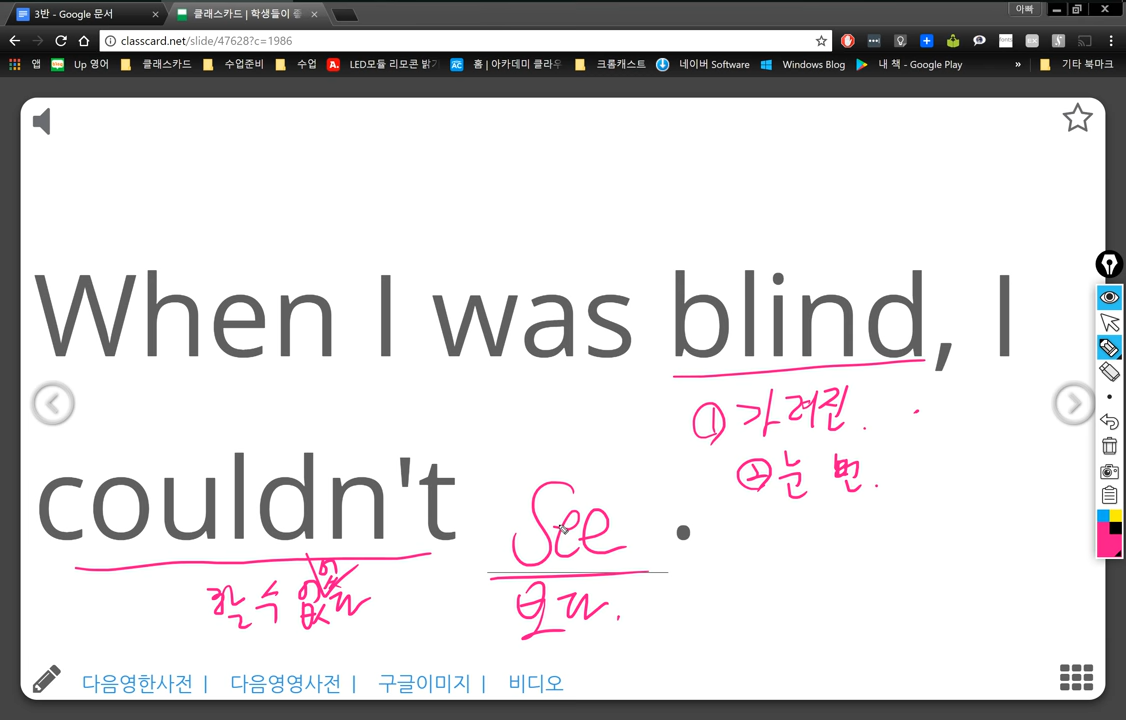 3반 - Google 문서
클래스카드 | 학생들이 즐
아빠
classcard.net/slide/47628?c=1986
앱 Up 영어 클래스카드 수업준비 수업 LED모듈 리모콘 밝기 홈 | 아카데미 클라우 크롬캐스트 네이버 Software Windows Blog 내 책 - Google Play » 기타 북마크
When I was blind, I
① 가려진.
② 눈 먼.
couldn't see .
할 수 없었다
보다.
다음영한사전 | 다음영영사전 | 구글이미지 | 비디오